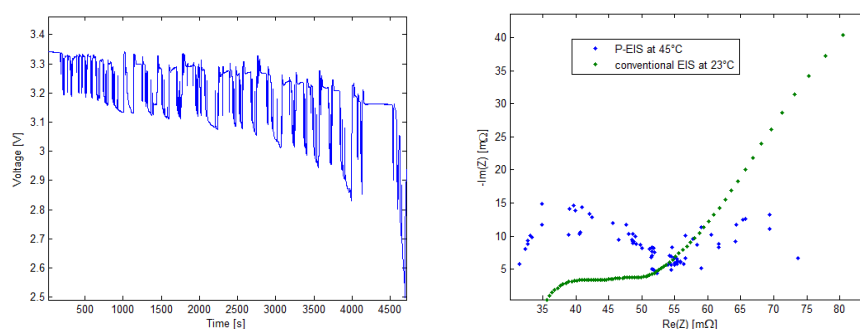 3.4
3.3
3.2
3.1
3
2.9
2.8
2.7
2.6
2.5
Voltage [V]
500 1000 1500 2000 2500 3000 3500 4000 4500
Time [s]
40
35
30
25
20
15
10
5
-Im(Z) [mΩ]
P-EIS at 45°C
conventional EIS at 23°C
30 35 40 45 50 55 60 65 70 75 80
Re(Z) [mΩ]